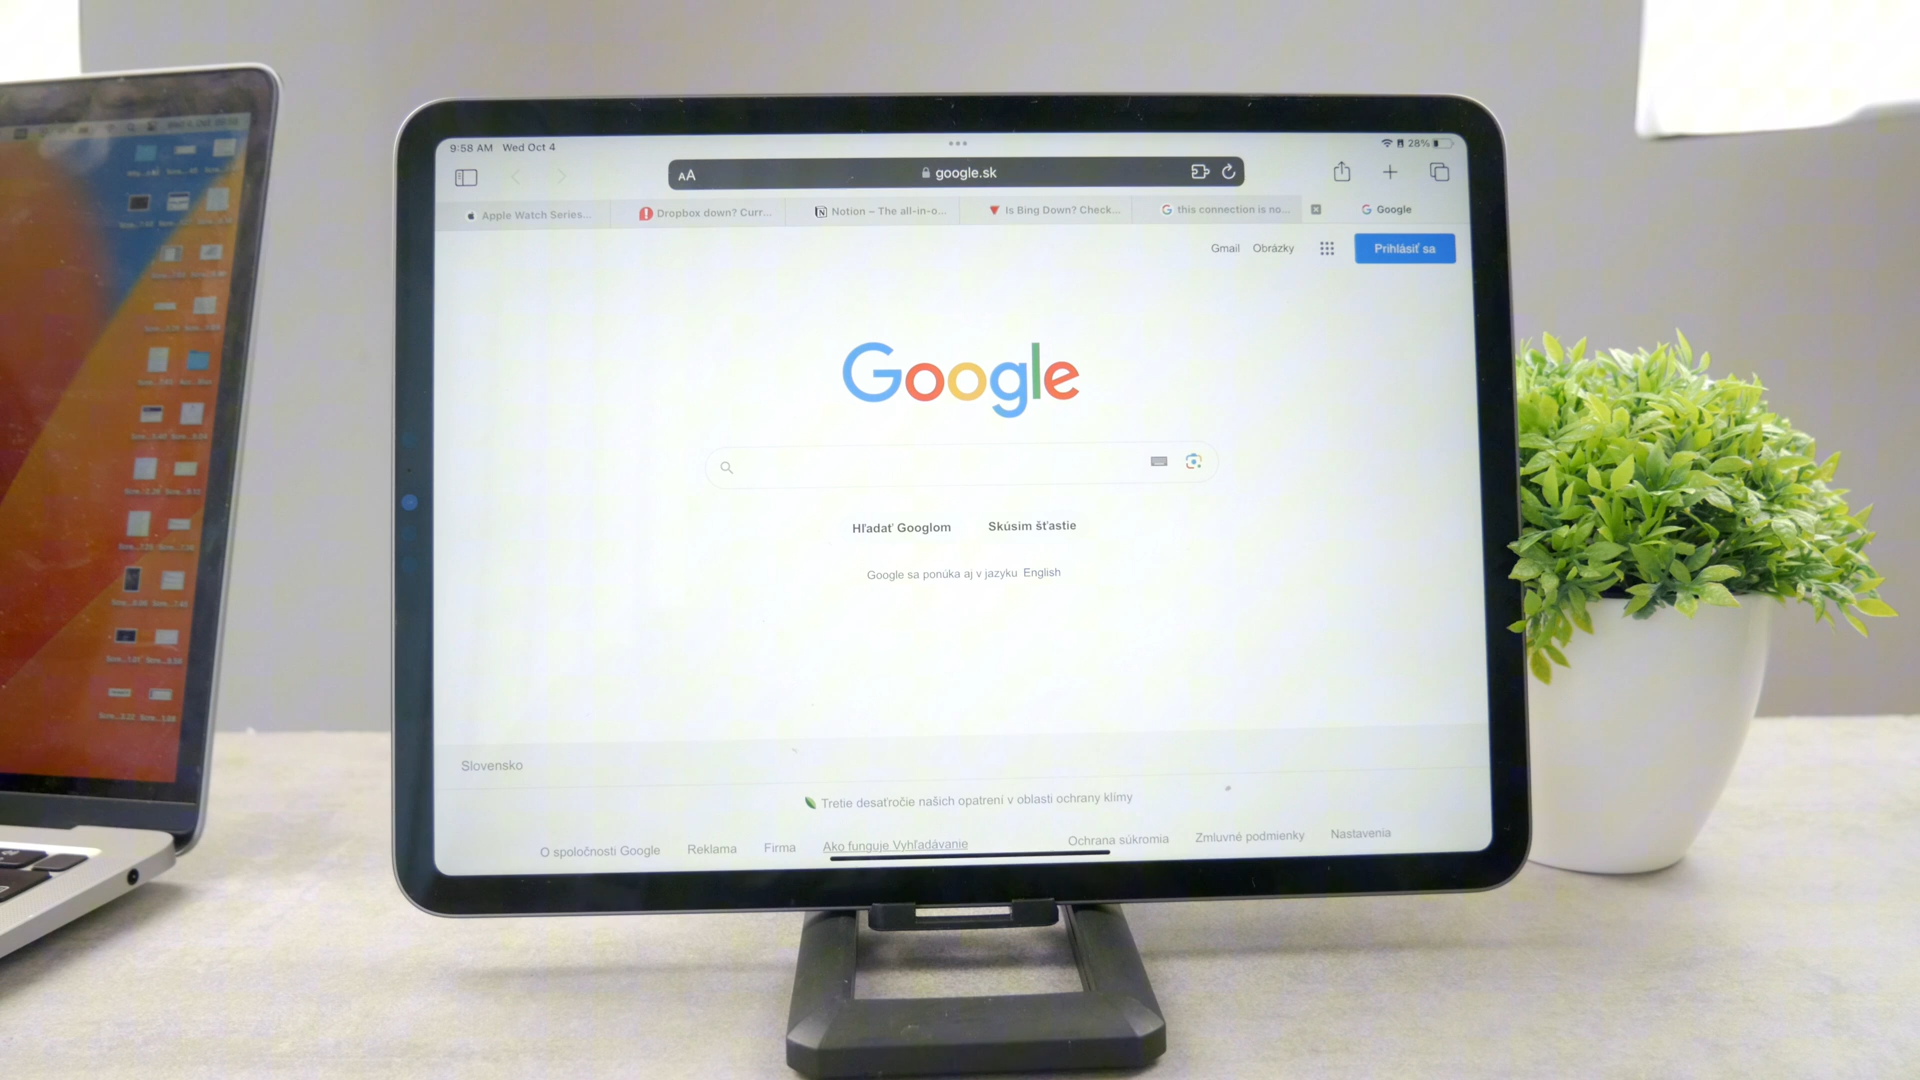 9:58 AM Wed Oct 4
28%
AA google.sk
Apple Watch Series...
Dropbox down? Curr...
Notion – The all-in-o...
Is Bing Down? Check...
this connection is no...
Google
Gmail Obrázky Prihlásiť sa
Google
Hľadať Googlom Skúsim šťastie
Google sa ponúka aj v jazyku English
Slovensko
Tretie desaťročie našich opatrení v oblasti ochrany klímy
O spoločnosti Google Reklama Firma Ako funguje Vyhľadávanie Ochrana súkromia Zmluvné podmienky Nastavenia